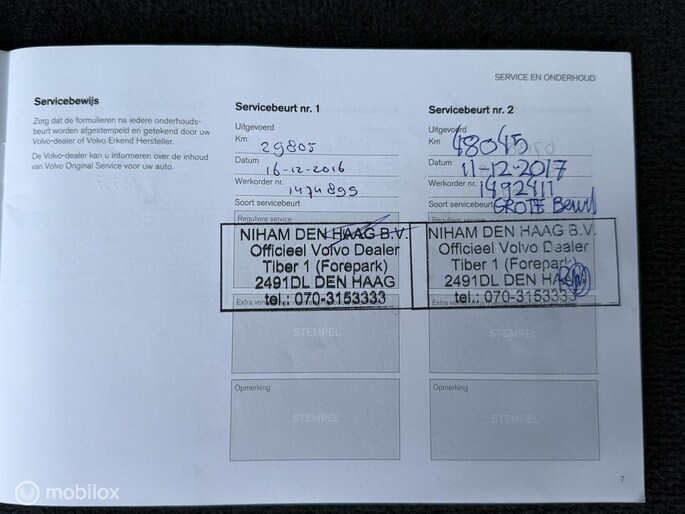 SERVICE EN ONDERHOUD
Servicebewijs
Zorg dat de formulieren na iedere onderhouds-
beurt worden afgestempeld en getekend door uw
Volvo-dealer of Volvo Erkend Hersteller.
De Volvo-dealer kan u informeren over de inhoud
van Volvo Original Service voor uw auto.
Servicebeurt nr. 1
Uitgevoerd
Km 29805
Datum 16-12-2016
Werkorder nr. 1474899
Soort servicebeurt
Reguliere service
NIHAM DEN HAAG B.V.
Officieel Volvo Dealer
Tiber 1 (Forepark)
2491DL DEN HAAG
tel.: 070-3153333
STEMPEL
Opmerking
STEMPEL
Servicebeurt nr. 2
Uitgevoerd
Km 48045
Datum 11-12-2017
Werkorder nr. 1492411
Soort servicebeurt GROTE Beurt
Reguliere service
NIHAM DEN HAAG B.V.
Officieel Volvo Dealer
Tiber 1 (Forepark)
2491DL DEN HAAG
tel.: 070-3153333
STEMPEL
Opmerking
STEMPEL
7
mobilox